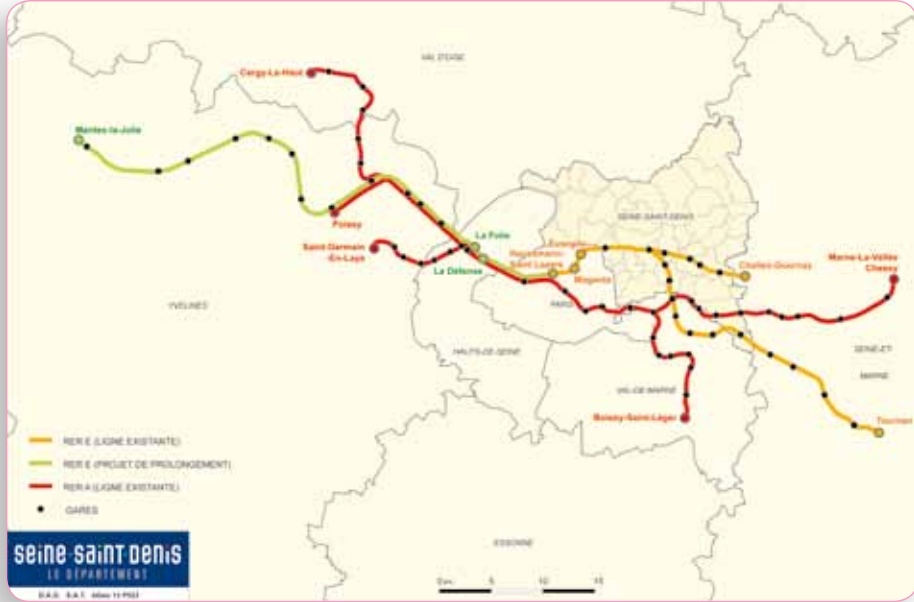 VAL D'OISE
Cergy-Le-Haut
Mantes-la-Jolie
SEINE-SAINT-DENIS
Poissy
La Folie
Saint Germain
-En-Laye
La Défense
Haussmann-
Saint Lazare
Magenta
Chelles-Gournay
Marne-La-Vallée
Chessy
YVELINES
PARIS
HAUTS-DE-SEINE
SEINE-ET-
MARNE
VAL-DE-MARNE
Boissy-Saint-Léger
Tournan
RER E (LIGNE EXISTANTE)
RER E (PROJET DE PROLONGEMENT)
RER A (LIGNE EXISTANTE)
GARES
seine-saint-Denis
LE DÉPARTEMENT
ESSONNE
0 km 5 10 15